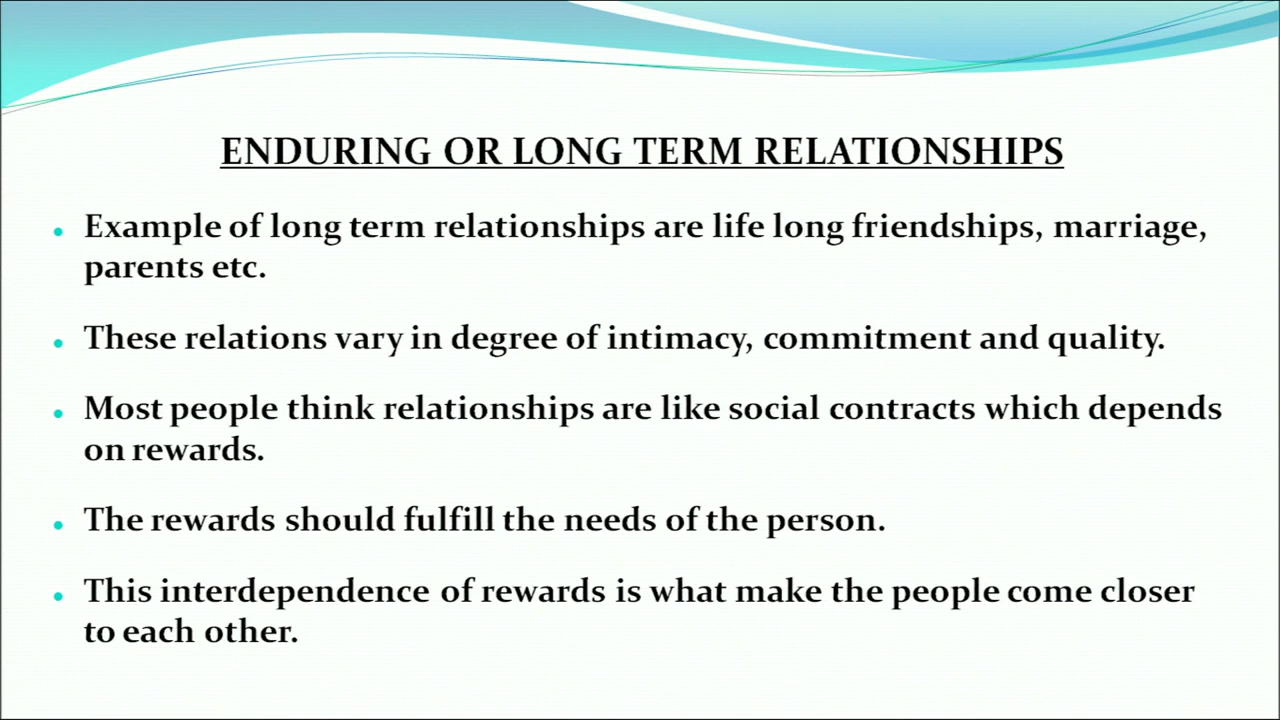 ENDURING OR LONG TERM RELATIONSHIPS
Example of long term relationships are life long friendships, marriage,
parents etc.
These relations vary in degree of intimacy, commitment and quality.
Most people think relationships are like social contracts which depends
on rewards.
The rewards should fulfill the needs of the person.
This interdependence of rewards is what make the people come closer
to each other.